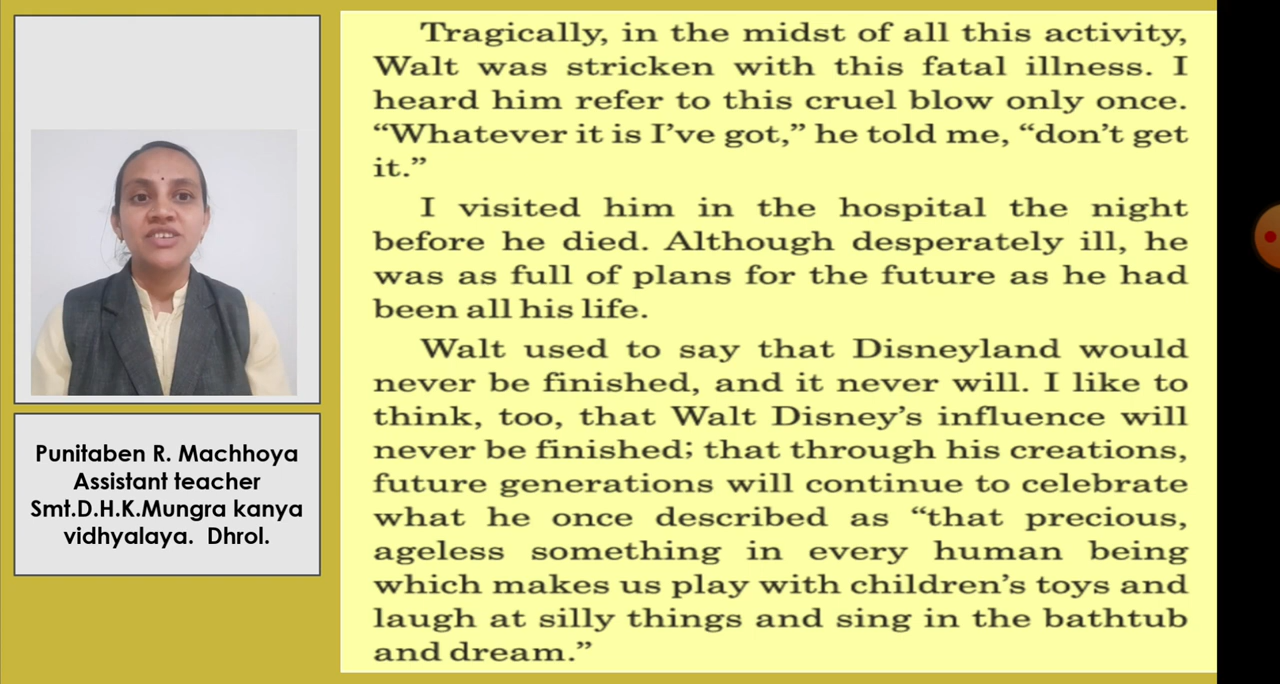 Tragically, in the midst of all this activity,
Walt was stricken with this fatal illness. I
heard him refer to this cruel blow only once.
“Whatever it is I’ve got,” he told me, “don’t get
it.”
I visited him in the hospital the night
before he died. Although desperately ill, he
was as full of plans for the future as he had
been all his life.
Walt used to say that Disneyland would
never be finished, and it never will. I like to
think, too, that Walt Disney’s influence will
never be finished; that through his creations,
future generations will continue to celebrate
what he once described as “that precious,
ageless something in every human being
which makes us play with children’s toys and
laugh at silly things and sing in the bathtub
and dream.”
Punitaben R. Machhoya
Assistant teacher
Smt.D.H.K.Mungra kanya
vidhyalaya. Dhrol.